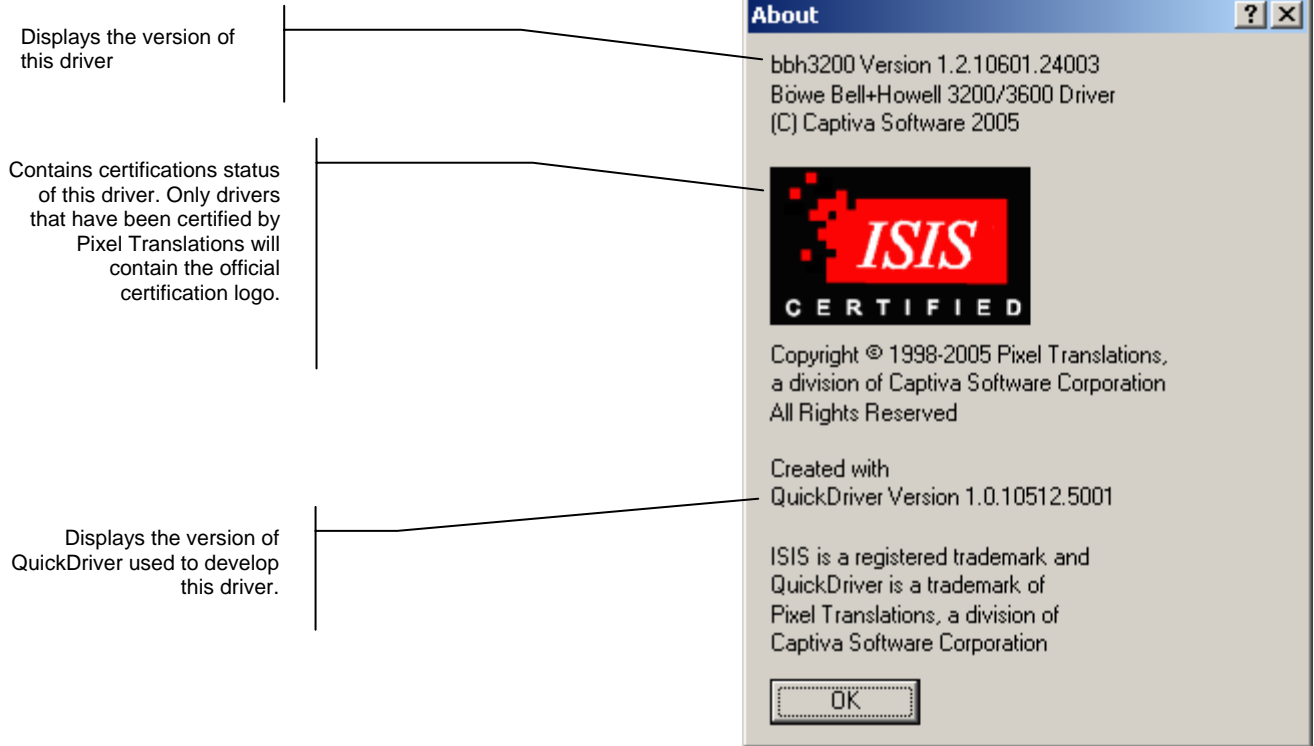 Displays the version of
this driver
Contains certifications status
of this driver. Only drivers
that have been certified by
Pixel Translations will
contain the official
certification logo.
Displays the version of
QuickDriver used to develop
this driver.
About
bbh3200 Version 1.2.10601.24003
Böwe Bell+Howell 3200/3600 Driver
(C) Captiva Software 2005
ISIS
CERTIFIED
Copyright © 1998-2005 Pixel Translations,
a division of Captiva Software Corporation
All Rights Reserved
Created with
QuickDriver Version 1.0.10512.5001
ISIS is a registered trademark and
QuickDriver is a trademark of
Pixel Translations, a division of
Captiva Software Corporation
OK